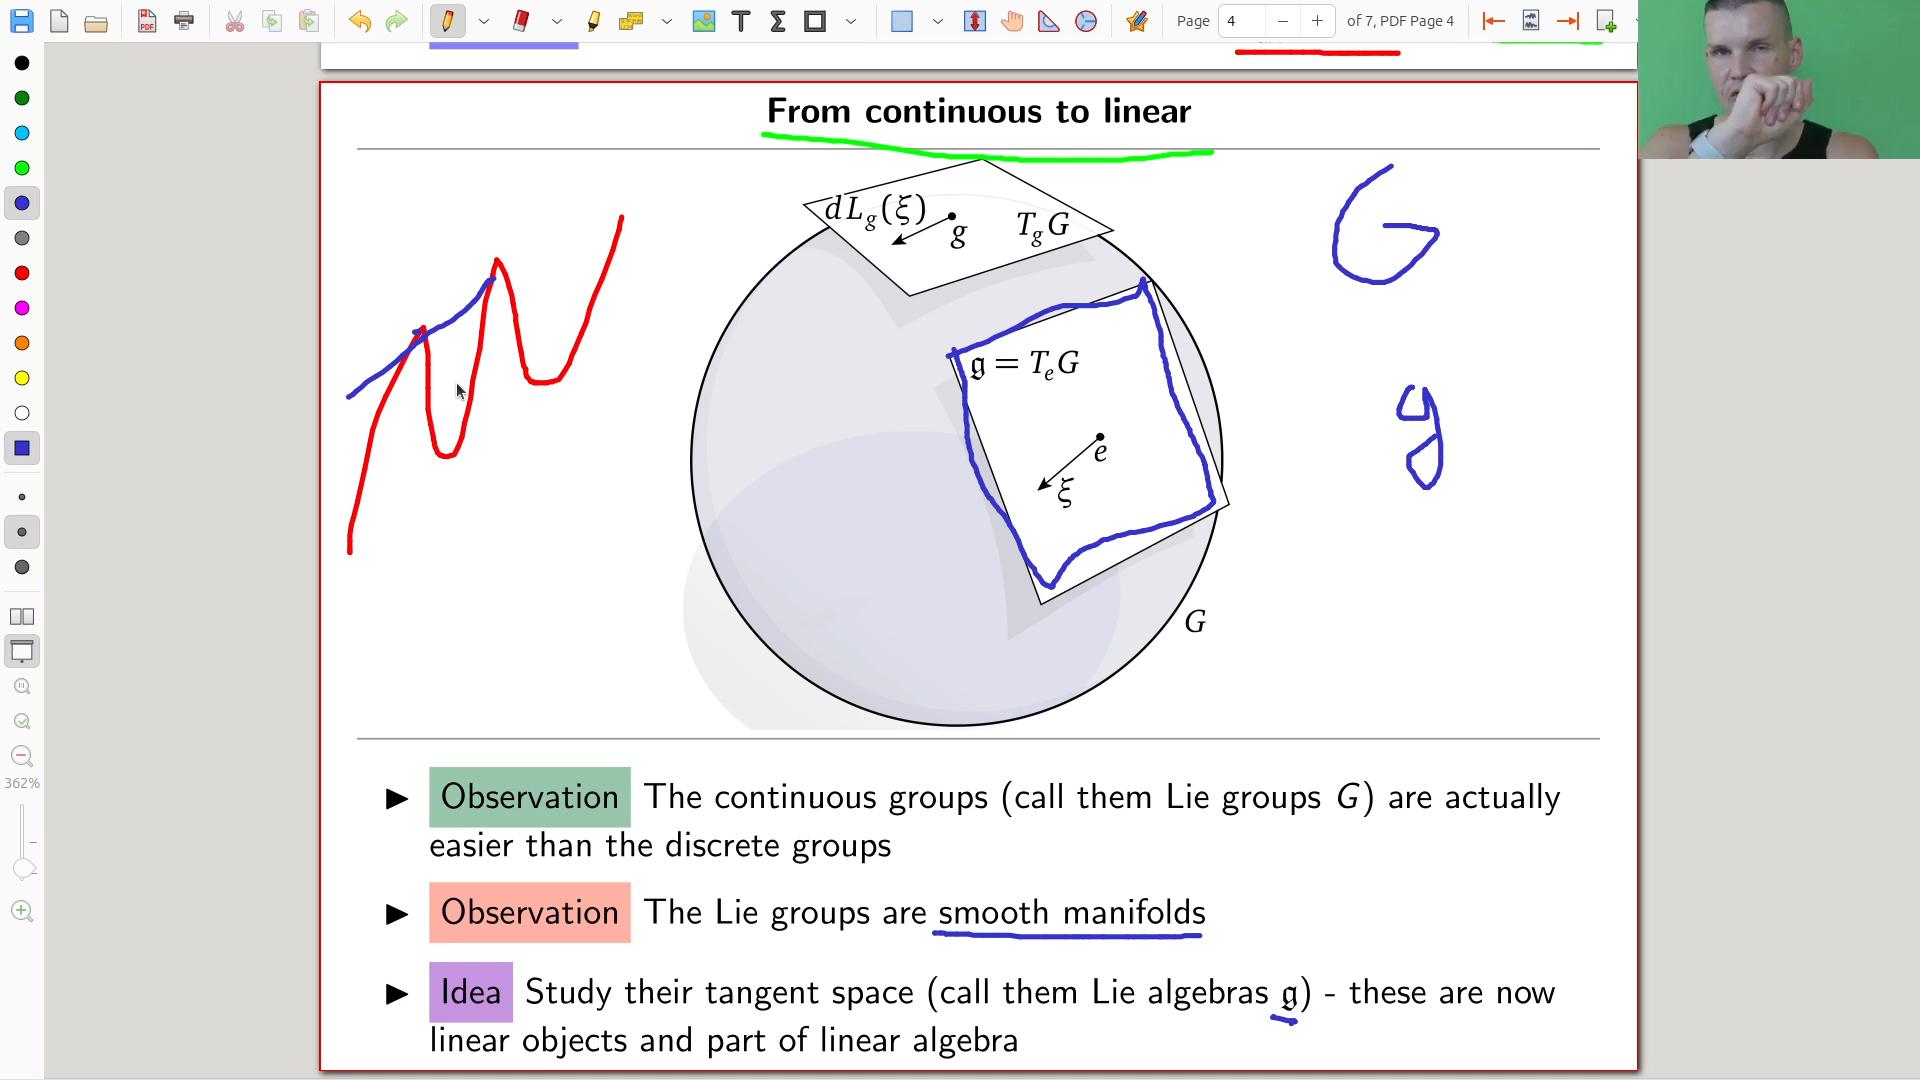 Page 4 of 7, PDF Page 4
PDF
T Σ
From continuous to linear
dL_g(ξ)
g
T_gG
G
𝔤 = T_eG
g
e
ξ
G
362%
▶ Observation The continuous groups (call them Lie groups G) are actually
easier than the discrete groups
▶ Observation The Lie groups are smooth manifolds
▶ Idea Study their tangent space (call them Lie algebras 𝔤) - these are now
linear objects and part of linear algebra